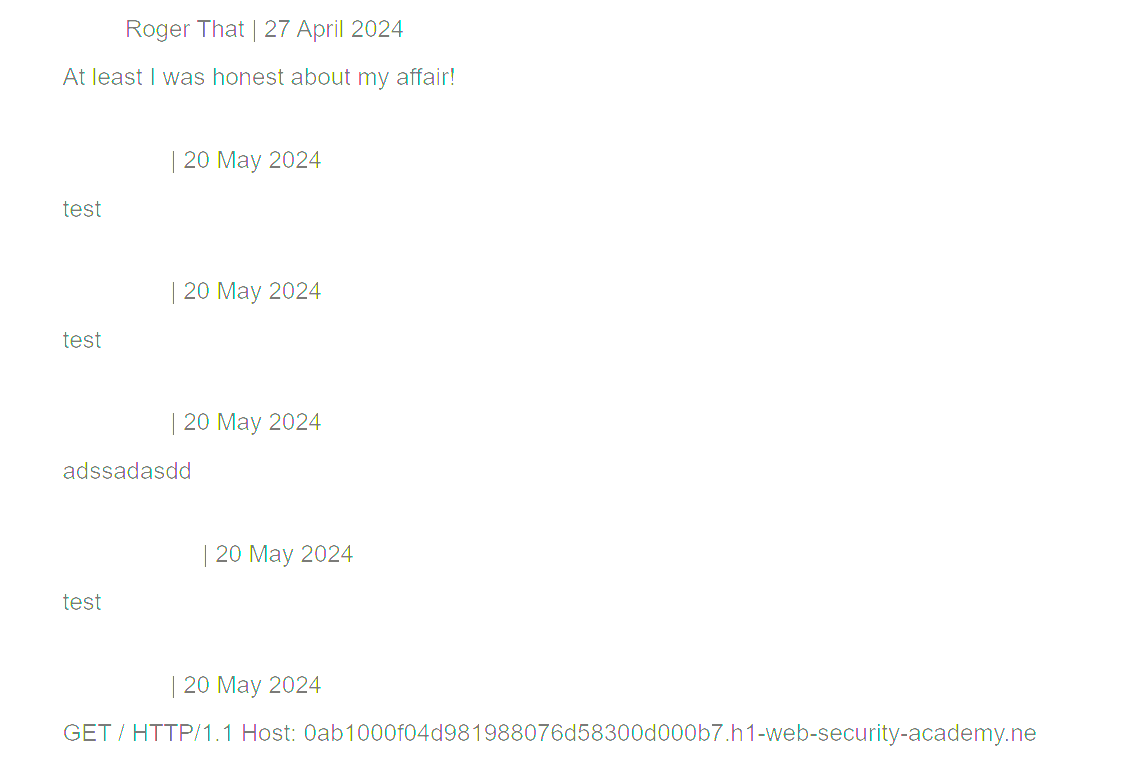 Roger That | 27 April 2024
At least I was honest about my affair!
| 20 May 2024
test
| 20 May 2024
test
| 20 May 2024
adssadasdd
| 20 May 2024
test
| 20 May 2024
GET / HTTP/1.1 Host: 0ab1000f04d981988076d58300d000b7.h1-web-security-academy.ne